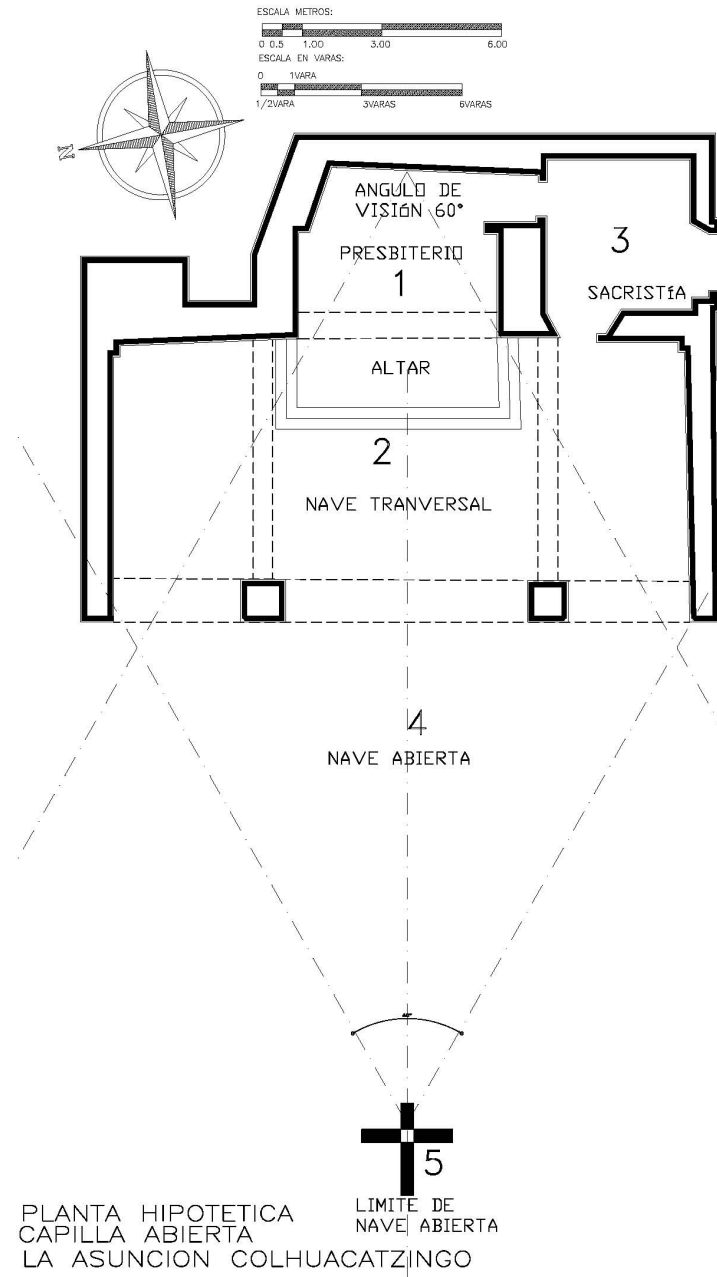 ESCALA METROS:
0 0.5 1.00 3.00 6.00
ESCALA EN VARAS:
0 1VARA
1/2VARA 3VARAS 6VARAS
N
ANGULO DE
VISIóN 60°
PRESBITERIO
1
3
SACRISTíA
ALTAR
2
NAVE TRANVERSAL
4
NAVE ABIERTA
60°
5
LIMITE DE
NAVE ABIERTA
PLANTA HIPOTETICA
CAPILLA ABIERTA
LA ASUNCION COLHUACATZINGO